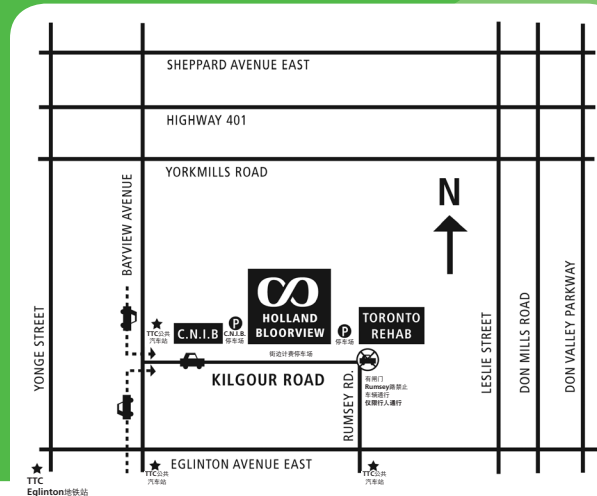 SHEPPARD AVENUE EAST
HIGHWAY 401
YORKMILLS ROAD
N
BAYVIEW AVENUE
YONGE STREET
LESLIE STREET
DON MILLS ROAD
DON VALLEY PARKWAY
TTC公共
汽车站
C.N.I.B
P
C.N.I.B.
停车场
HOLLAND
BLOORVIEW
P
停车场
TORONTO
REHAB
街边计费停车场
KILGOUR ROAD
RUMSEY RD.
有闸门
Rumsey路禁止
车辆通行
仅限行人通行
EGLINTON AVENUE EAST
TTC公共
汽车站
TTC公共
汽车站
TTC
Eglinton地铁站